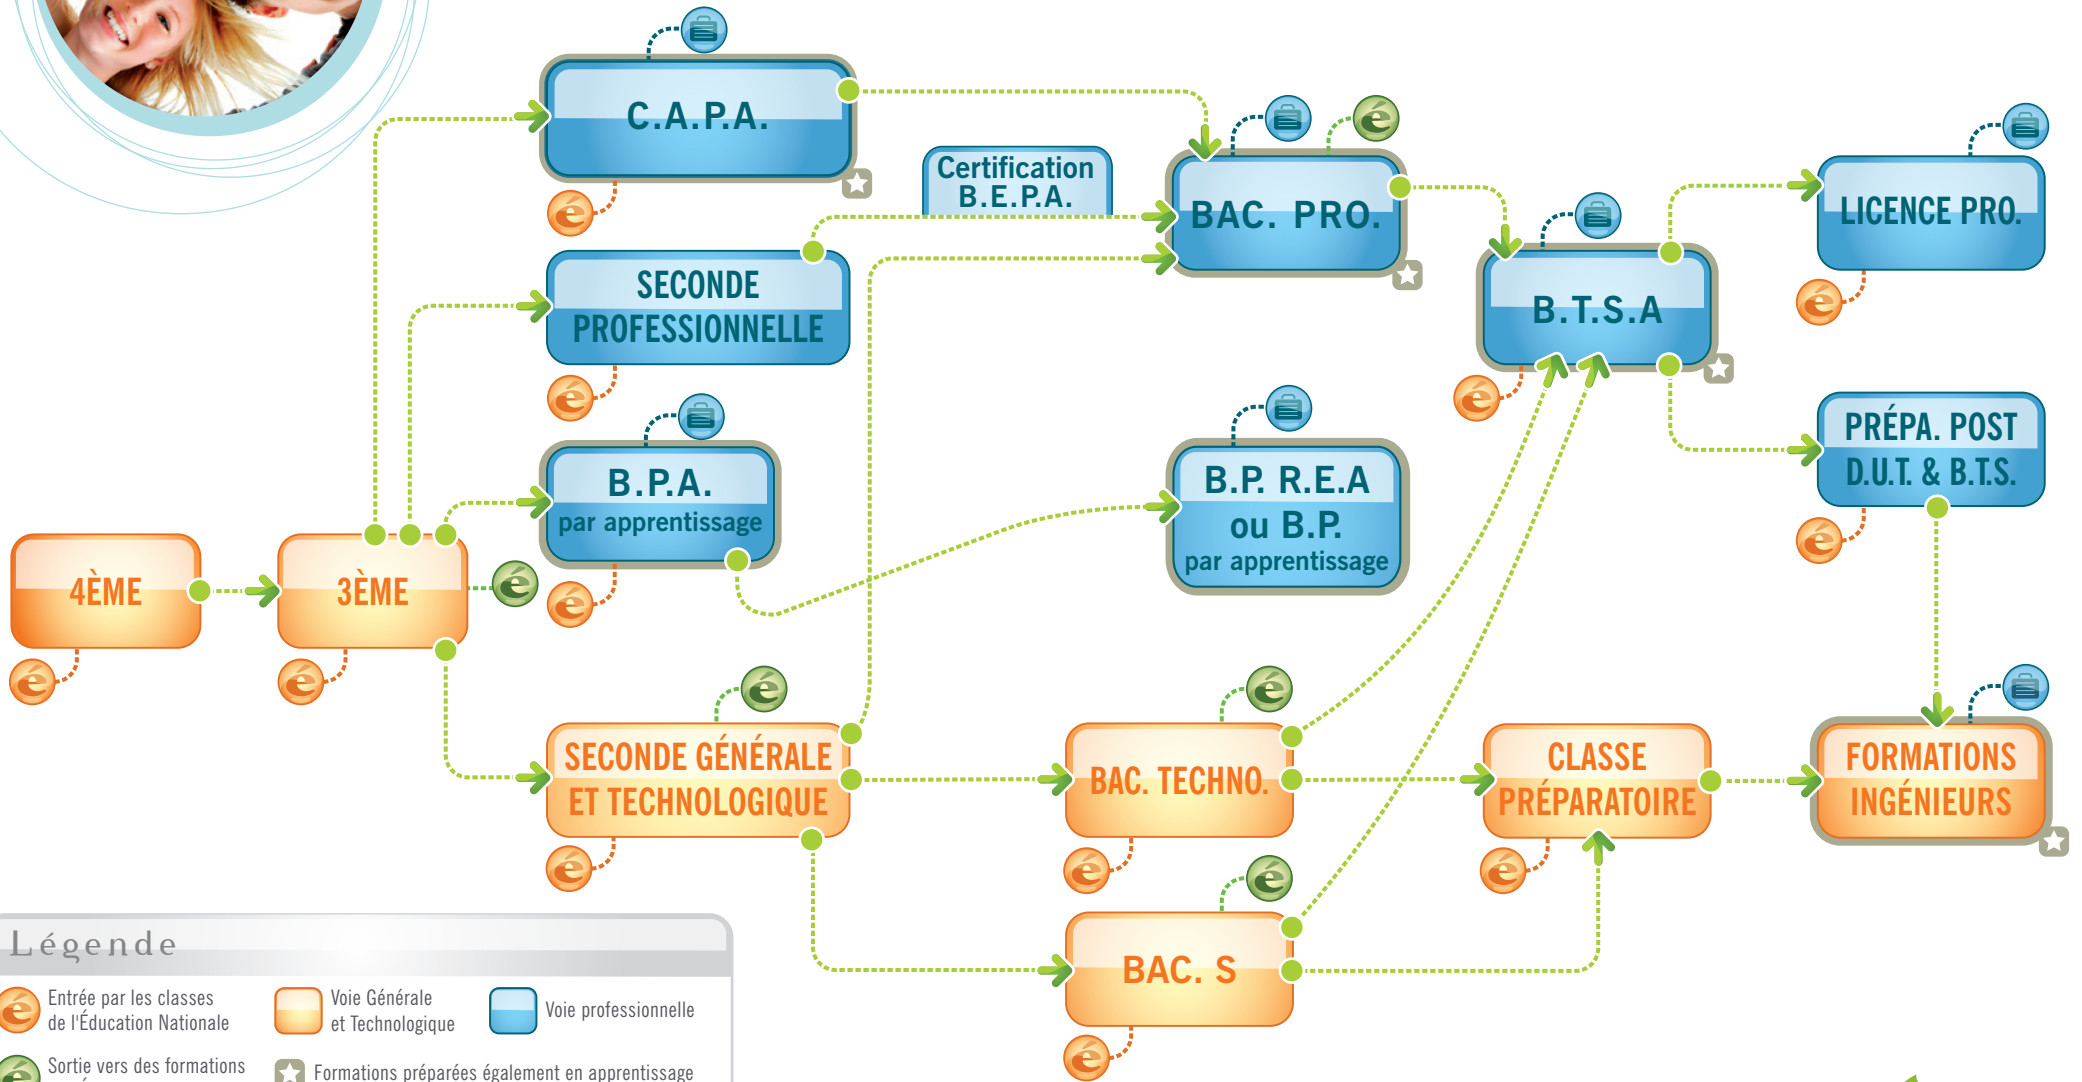 C.A.P.A.
Certification
B.E.P.A.
BAC. PRO.
LICENCE PRO.
SECONDE
PROFESSIONNELLE
B.T.S.A
B.P.A.
par apprentissage
B.P. R.E.A
ou B.P.
par apprentissage
PRÉPA. POST
D.U.T. & B.T.S.
4ÈME
3ÈME
SECONDE GÉNÉRALE
ET TECHNOLOGIQUE
BAC. TECHNO.
CLASSE
PRÉPARATOIRE
FORMATIONS
INGÉNIEURS
BAC. S
Légende
é Entrée par les classes
de l'Éducation Nationale
Voie Générale
et Technologique
Voie professionnelle
é Sortie vers des formations
Formations préparées également en apprentissage